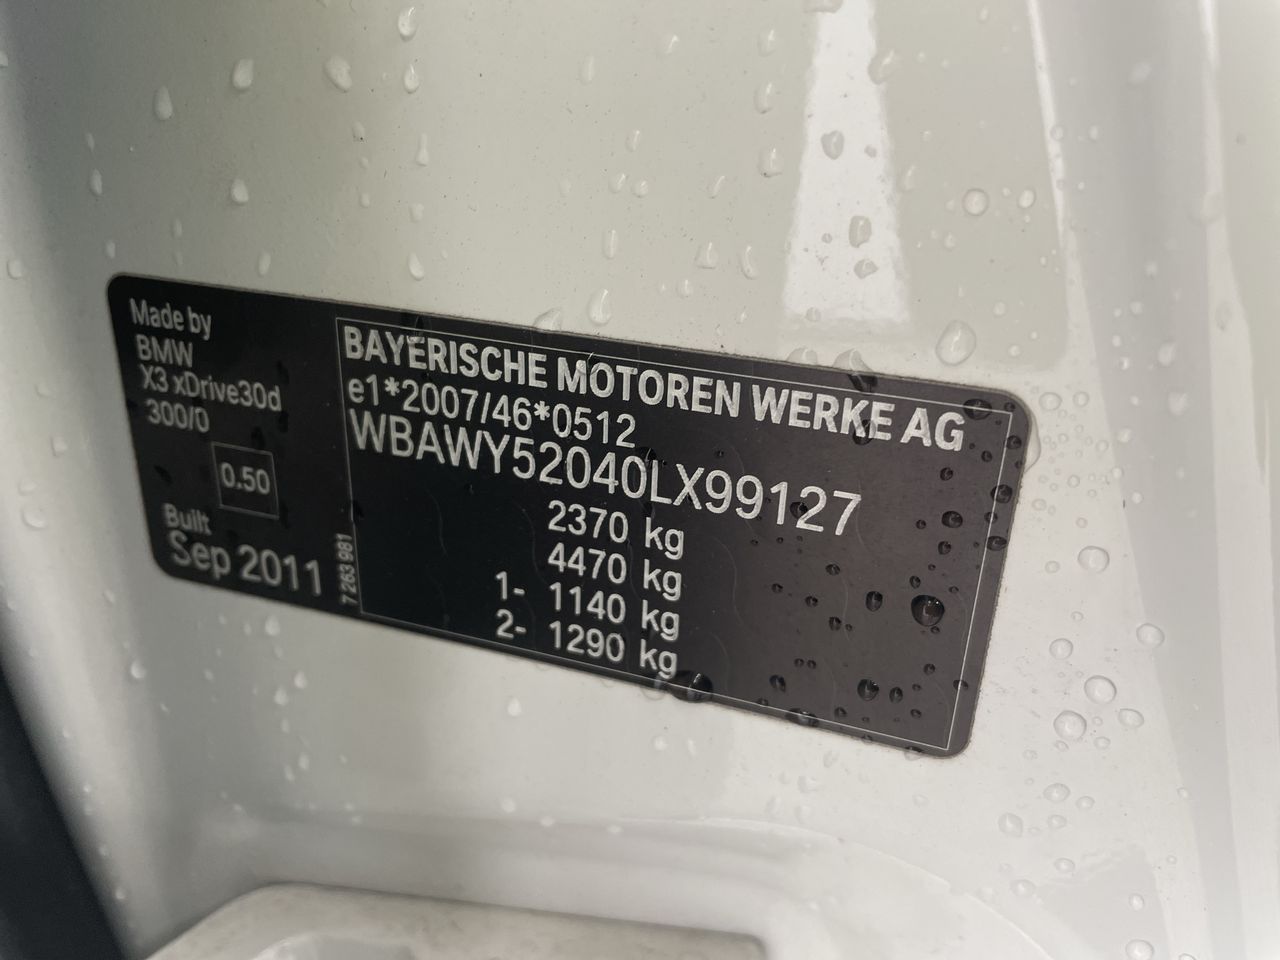 Made by
BMW
X3 xDrive30d
300/0
0.50
Built
Sep 2011
7 263 981
BAYERISCHE MOTOREN WERKE AG
e1*2007/46*0512
WBAWY52040LX99127
2370 kg
4470 kg
1- 1140 kg
2- 1290 kg